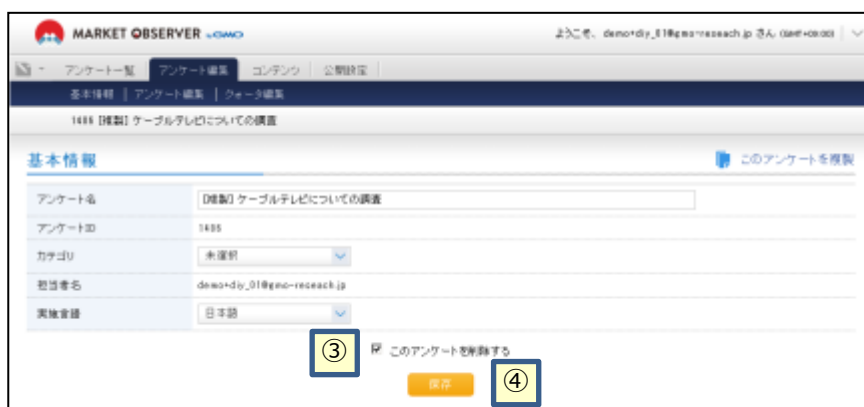 MARKET OBSERVER by GMO
ようこそ、demo+diy_01@gmo-research.jp さん (GMT+09:00)
アンケート一覧 アンケート編集 コンテンツ 公開設定
基本情報 | アンケート編集 | クォータ編集
1486 [複製] ケーブルテレビについての調査
基本情報 このアンケートを複製
アンケート名 [複製] ケーブルテレビについての調査
アンケートID 1486
カテゴリ 未選択
担当者名 demo+diy_01@gmo-research.jp
実施言語 日本語
③ このアンケートを削除する
保存 ④